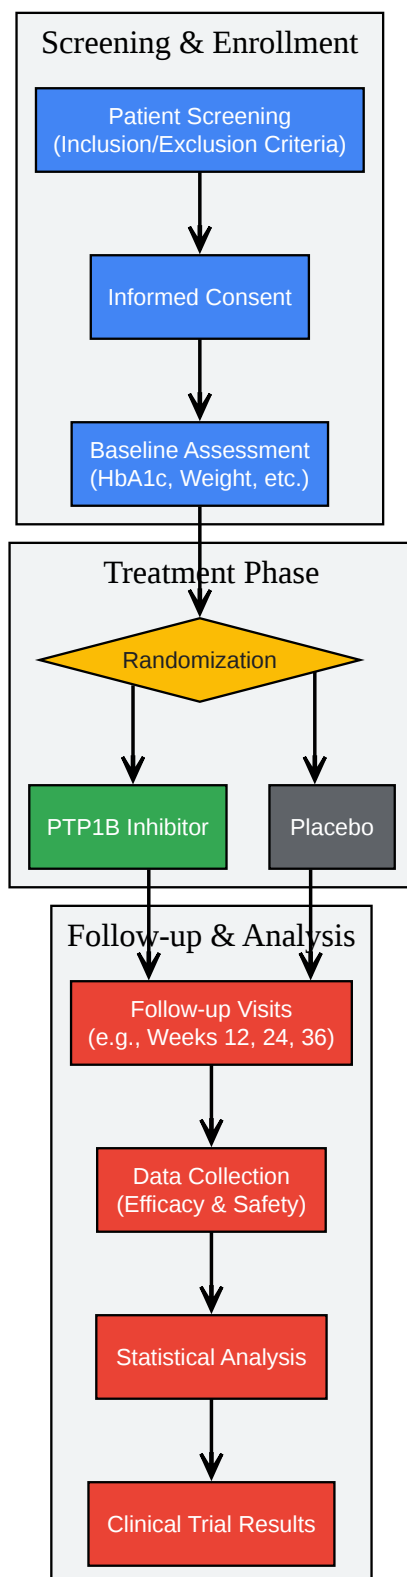 Screening & Enrollment
Patient Screening
(Inclusion/Exclusion Criteria)
Informed Consent
Baseline Assessment
(HbA1c, Weight, etc.)
Treatment Phase
Randomization
PTP1B Inhibitor
Placebo
Follow-up & Analysis
Follow-up Visits
(e.g., Weeks 12, 24, 36)
Data Collection
(Efficacy & Safety)
Statistical Analysis
Clinical Trial Results